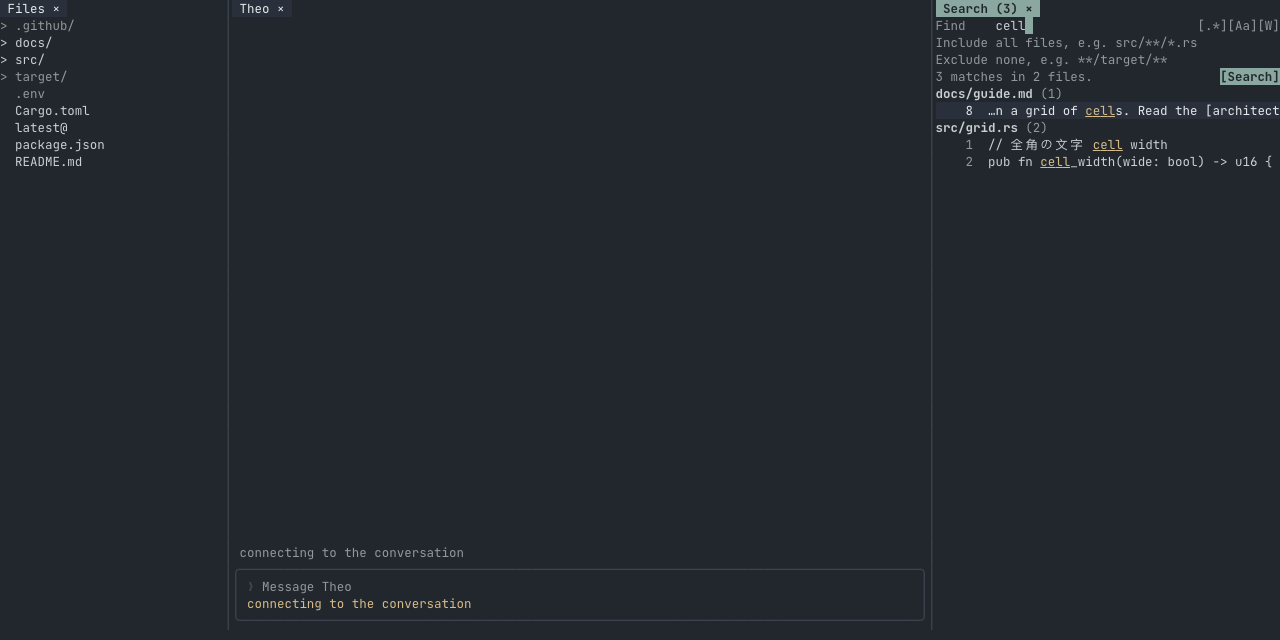 Files ×
> .github/
> docs/
> src/
> target/
.env
Cargo.toml
latest@
package.json
README.md
Theo ×
connecting to the conversation
) Message Theo
connecting to the conversation
Search (3) ×
Find cell [.*][Aa][W]
Include all files, e.g. src/**/*.rs
Exclude none, e.g. **/target/**
3 matches in 2 files. [Search]
docs/guide.md (1)
8 …n a grid of cells. Read the [architect
src/grid.rs (2)
1 // 全角の文字 cell width
2 pub fn cell_width(wide: bool) -> u16 {